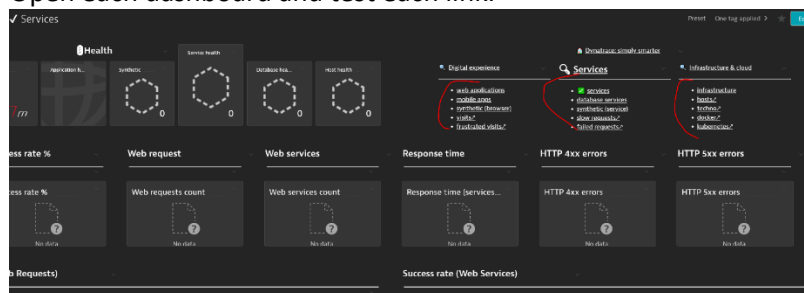 Open each dashboard and test each link.
✓ Services
Preset One tag applied >
Health
Dynatrace: simply smarter
Application h...
synthetic
Service health
Database hea...
Host health
m
0
0
0
0
Digital experience
Services
Infrastructure & cloud
• web applications
• mobile apps
• synthetic (browser)
• visits↗
• frustrated visits↗
• ✅ services
• database services
• synthetic (service)
• slow requests↗
• failed requests↗
• infrastructure
• hosts↗
• techno↗
• docker↗
• kubernetes↗
ess rate %
Web request
Web services
Response time
HTTP 4xx errors
HTTP 5xx errors
cess rate %
Web requests count
Web services count
Response time (services...
HTTP 4xx errors
HTTP 5xx errors
No data
No data
No data
No data
No data
No data
b Requests)
Success rate (Web Services)